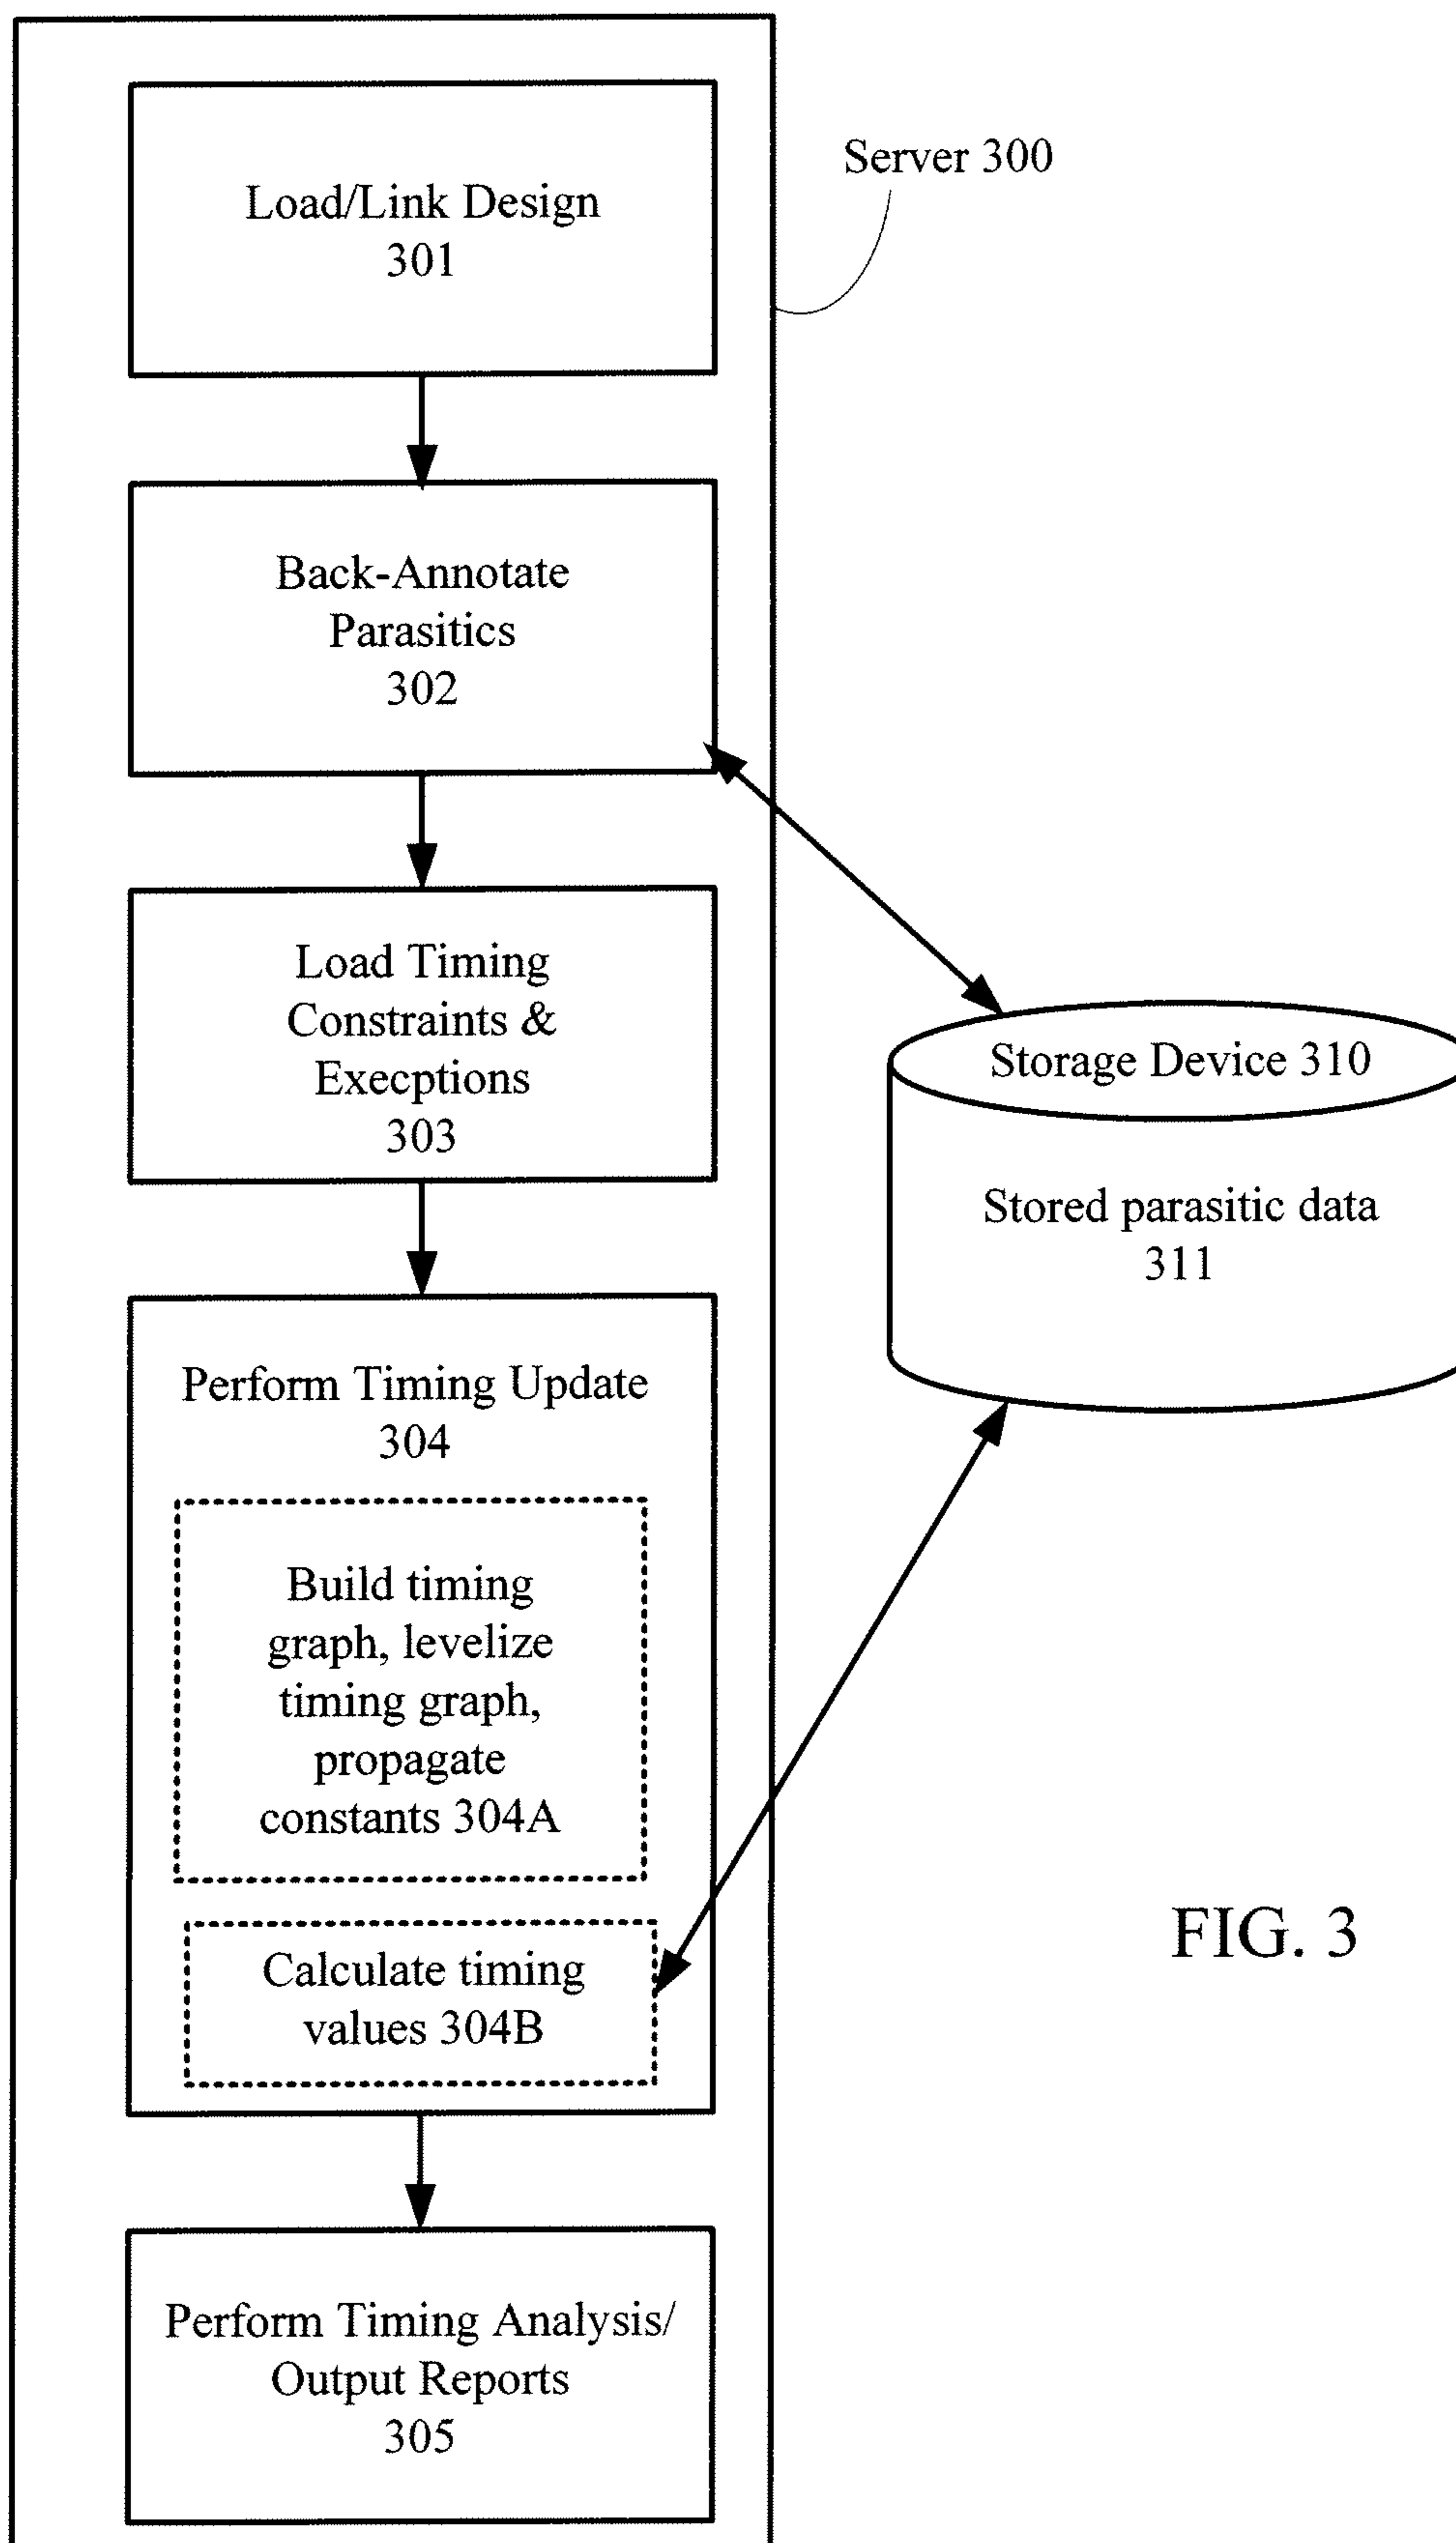 Load/Link Design
301
Server 300
Back-Annotate
Parasitics
302
Load Timing
Constraints &
Execptions
303
Storage Device 310
Stored parasitic data
311
Perform Timing Update
304
Build timing
graph, levelize
timing graph,
propagate
constants 304A
Calculate timing
values 304B
FIG. 3
Perform Timing Analysis/
Output Reports
305